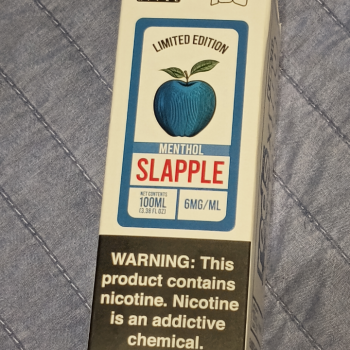 LIMITED EDITION
MENTHOL
SLAPPLE
NET CONTENTS
100ML
(3.38 FL OZ)
6MG/ML
WARNING: This
product contains
nicotine. Nicotine
is an addictive
chemical.